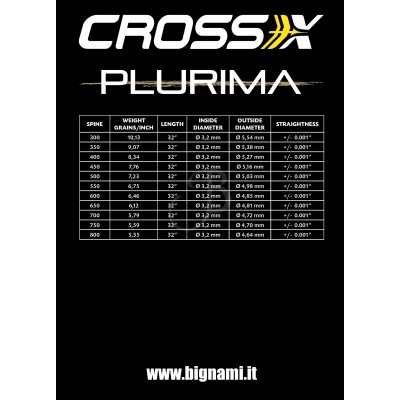 CROSSX
PLURIMA
SPINE WEIGHT GRAINS/INCH LENGTH INSIDE DIAMETER OUTSIDE DIAMETER STRAIGHTNESS
300 10,13 32" Ø 3,2 mm Ø 5,54 mm +/- 0.001"
350 9,07 32" Ø 3,2 mm Ø 5,38 mm +/- 0.001"
400 8,34 32" Ø 3,2 mm Ø 5,27 mm +/- 0.001"
450 7,76 32" Ø 3,2 mm Ø 5,16 mm +/- 0.001"
500 7,23 32" Ø 3,2 mm Ø 5,03 mm +/- 0.001"
550 6,75 32" Ø 3,2 mm Ø 4,98 mm +/- 0.001"
600 6,46 32" Ø 3,2 mm Ø 4,85 mm +/- 0.001"
650 6,12 32" Ø 3,2 mm Ø 4,81 mm +/- 0.001"
700 5,79 32" Ø 3,2 mm Ø 4,72 mm +/- 0.001"
750 5,59 32" Ø 3,2 mm Ø 4,70 mm +/- 0.001"
800 5,35 32" Ø 3,2 mm Ø 4,64 mm +/- 0.001"
www.bignami.it